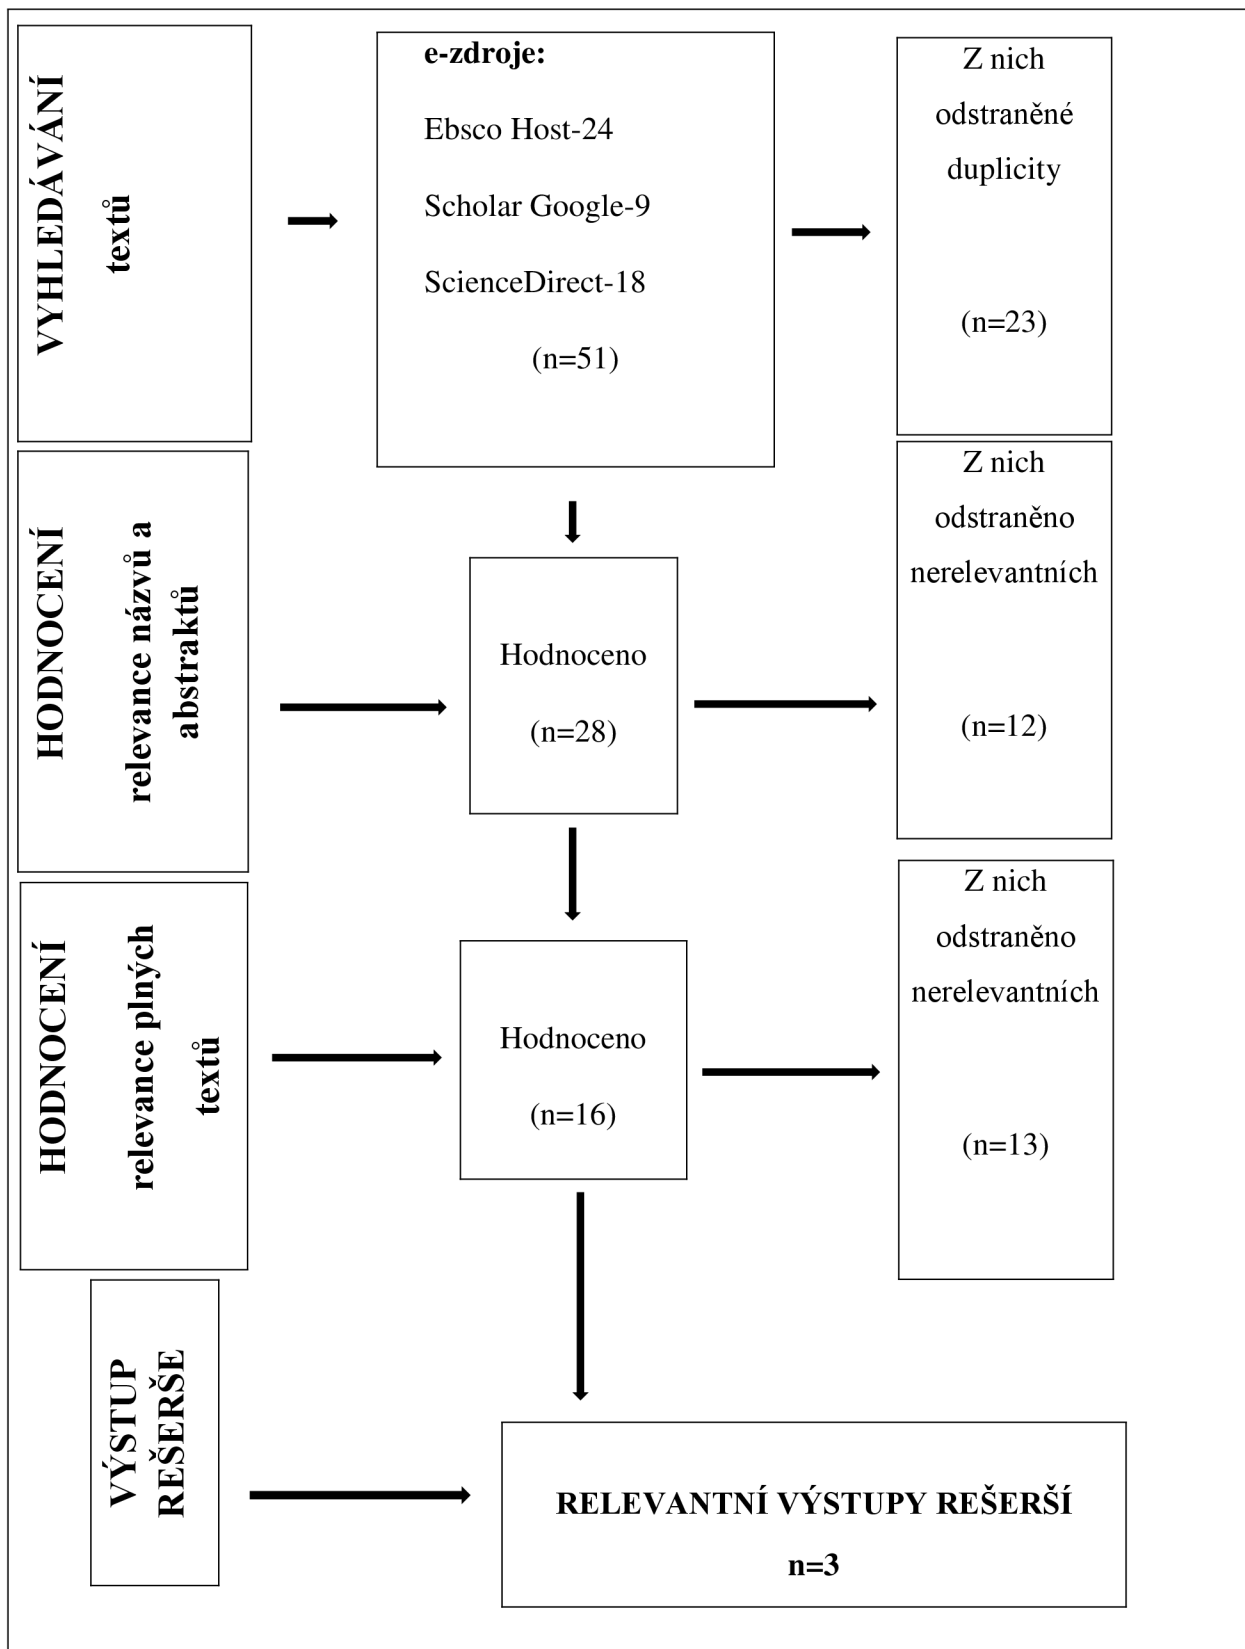 VYHLEDÁVÁNÍ
textů
e-zdroje:
Ebsco Host-24
Scholar Google-9
ScienceDirect-18
(n=51)
Z nich
odstraněné
duplicity
(n=23)
HODNOCENÍ
relevance názvů a
abstraktů
Hodnoceno
(n=28)
Z nich
odstraněno
nerelevantních
(n=12)
HODNOCENÍ
relevance plných
textů
Hodnoceno
(n=16)
Z nich
odstraněno
nerelevantních
(n=13)
VÝSTUP
REŠERŠE
RELEVANTNÍ VÝSTUPY REŠERŠÍ
n=3